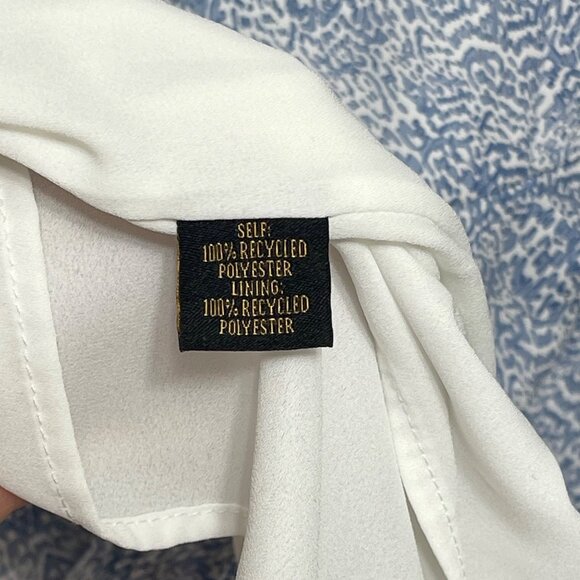 SELF:
100% RECYCLED
POLYESTER
LINING:
100% RECYCLED
POLYESTER